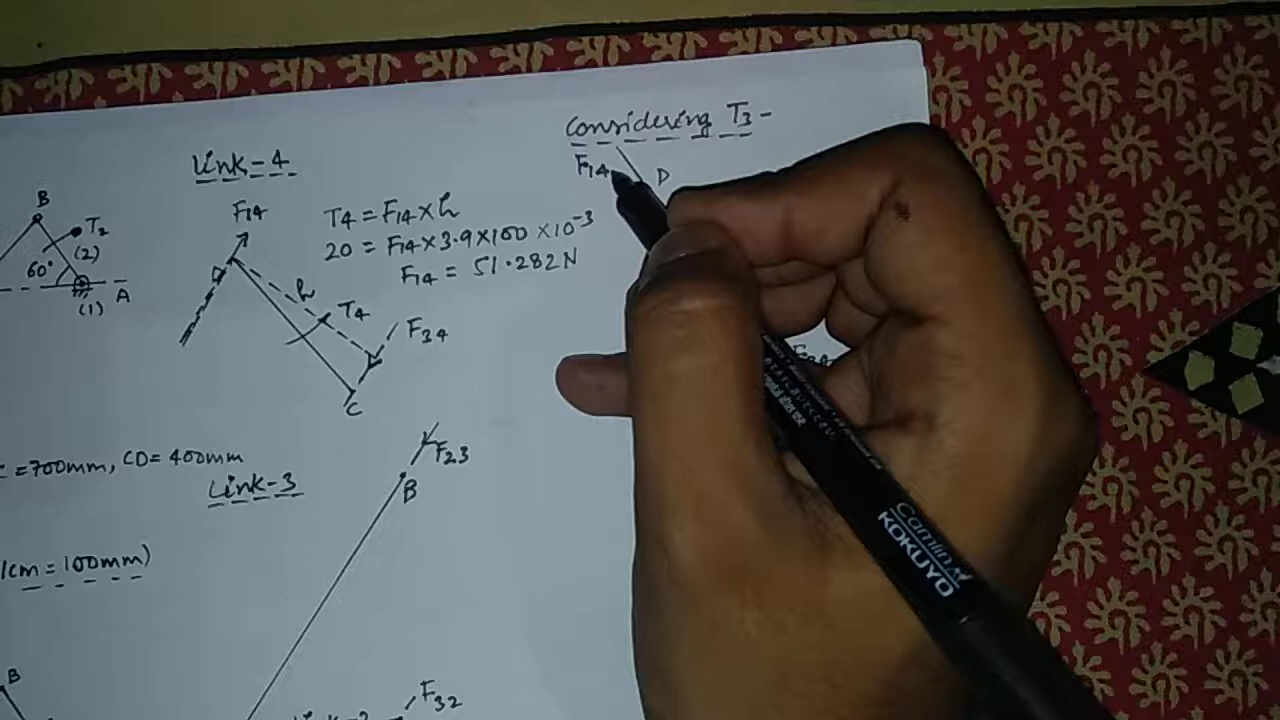 Considering T3 -
F14
D
Link-4
F14
T4 = F14 × h
20 = F14 × 3.9 × 100 × 10⁻³
F14 = 51.282N
B
T2
(2)
60°
A
(1)
h
T4
F34
C
=700mm, CD= 400mm
Link-3
F23
B
1cm = 100mm)
B
F32
Camlin
KOKUYO